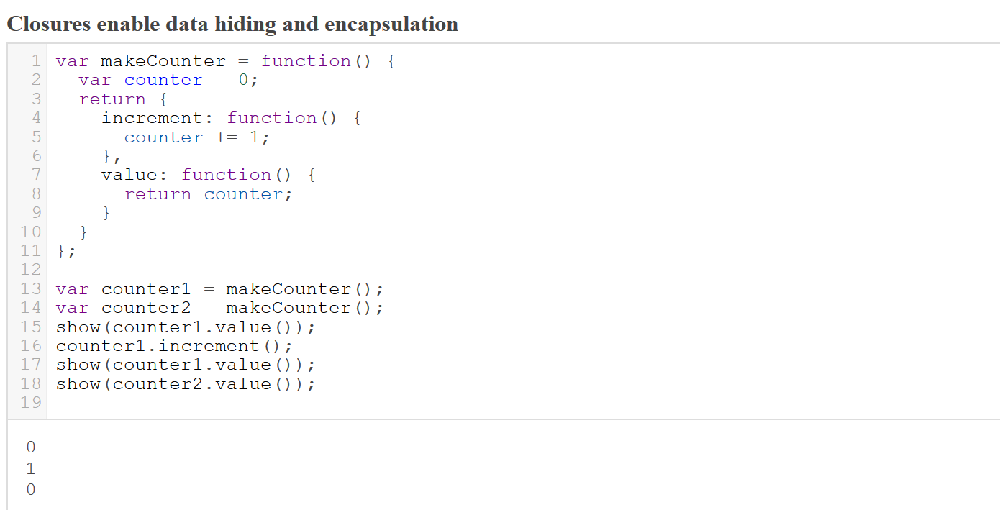 Closures enable data hiding and encapsulation
1 var makeCounter = function() {
2   var counter = 0;
3   return {
4     increment: function() {
5       counter += 1;
6     },
7     value: function() {
8       return counter;
9     }
10   }
11 };
12
13 var counter1 = makeCounter();
14 var counter2 = makeCounter();
15 show(counter1.value());
16 counter1.increment();
17 show(counter1.value());
18 show(counter2.value());
19
0
1
0